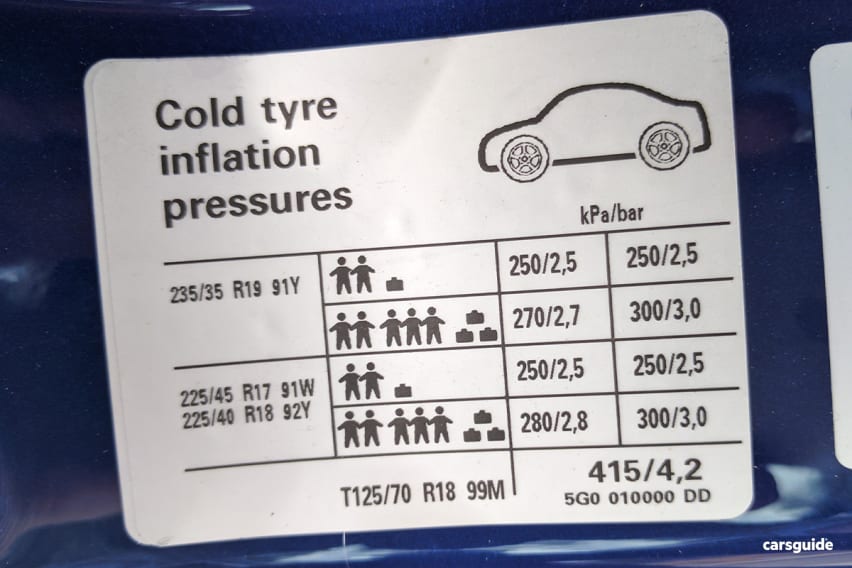 Cold tyre
inflation
pressures
kPa/bar
235/35 R19 91Y 250/2,5 250/2,5
270/2,7 300/3,0
225/45 R17 91W
225/40 R18 92Y
250/2,5 250/2,5
280/2,8 300/3,0
T125/70 R18 99M 415/4,2
5G0 010000 DD
carsguide